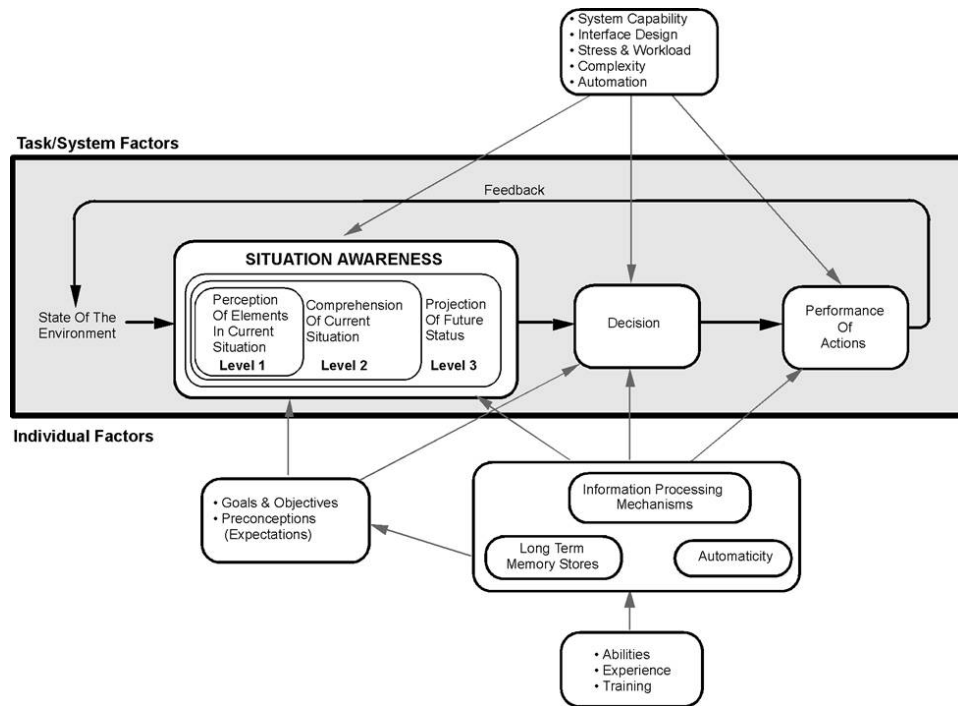 • System Capability
• Interface Design
• Stress & Workload
• Complexity
• Automation
Task/System Factors
Feedback
SITUATION AWARENESS
Perception
Of Elements
In Current
Situation
Level 1
Comprehension
Of Current
Situation
Level 2
Projection
Of Future
Status
Level 3
State Of The
Environment
Decision
Performance
Of
Actions
Individual Factors
• Goals & Objectives
• Preconceptions
(Expectations)
Information Processing
Mechanisms
Long Term
Memory Stores
Automaticity
• Abilities
• Experience
• Training